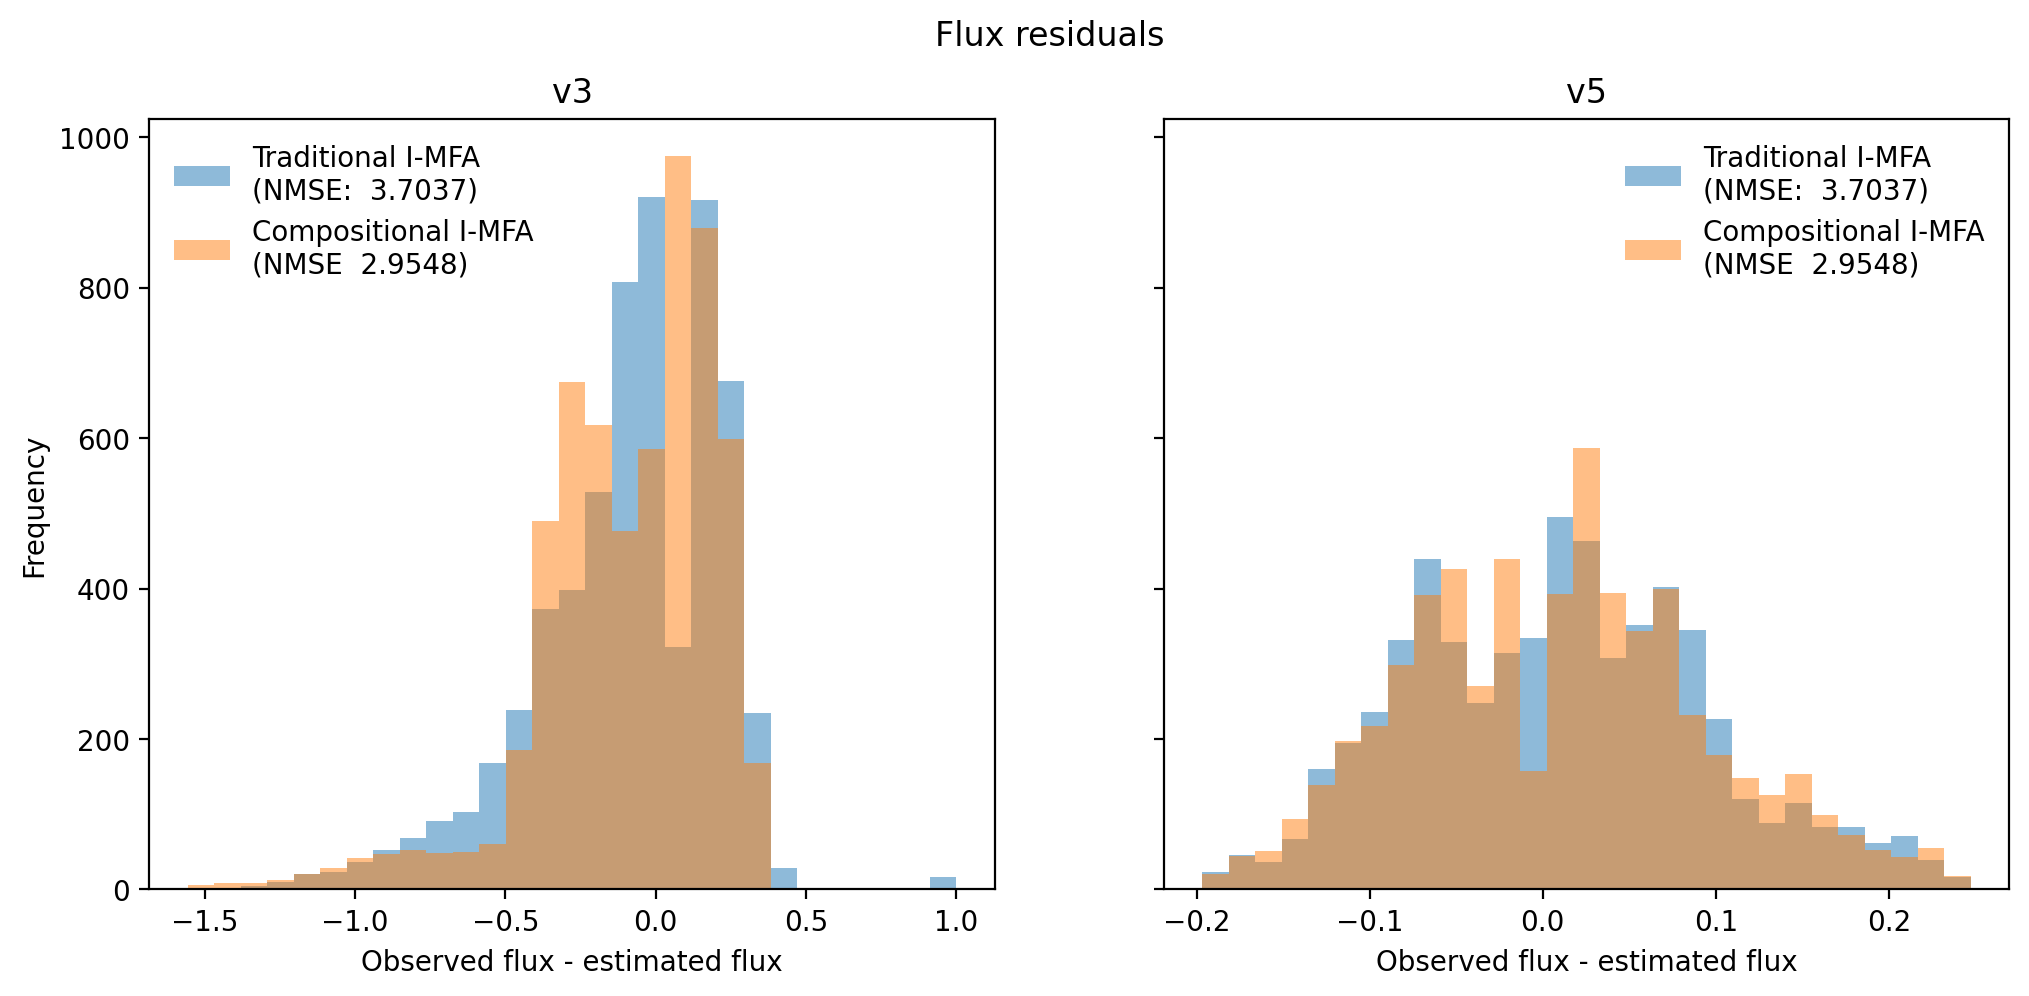 Flux residuals
v3
Traditional I-MFA
(NMSE:  3.7037)
Compositional I-MFA
(NMSE  2.9548)
1000
800
600
400
200
0
Frequency
−1.5
−1.0
−0.5
0.0
0.5
1.0
Observed flux - estimated flux
v5
Traditional I-MFA
(NMSE:  3.7037)
Compositional I-MFA
(NMSE  2.9548)
−0.2
−0.1
0.0
0.1
0.2
Observed flux - estimated flux